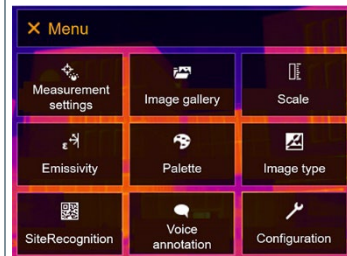 Menu
Measurement
settings
Image gallery
Scale
ε
Emissivity
Palette
Image type
SiteRecognition
Voice
annotation
Configuration